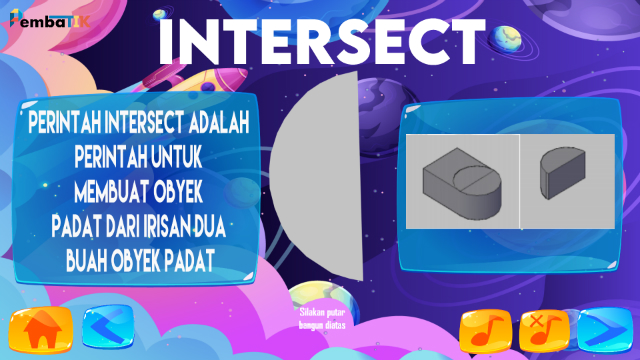 PembaTIK
INTERSECT
PERINTAH INTERSECT ADALAH
PERINTAH UNTUK
MEMBUAT OBYEK
PADAT DARI IRISAN DUA
BUAH OBYEK PADAT
Silakan putar
bangun diatas